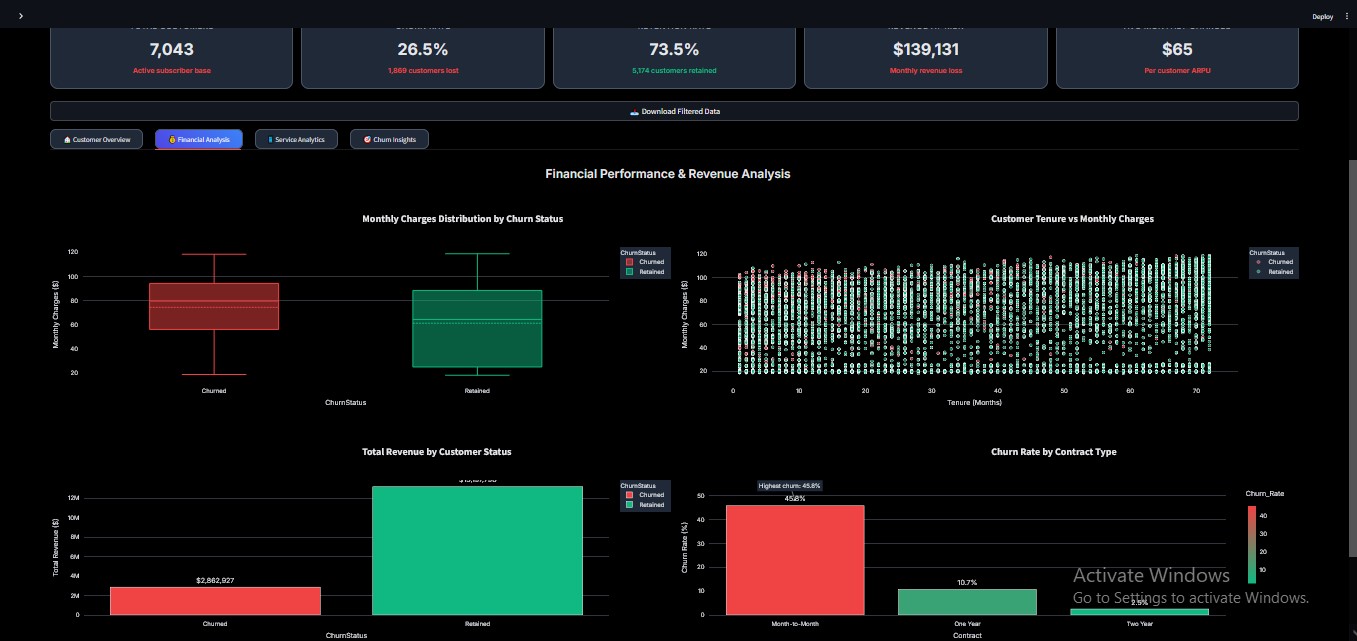 Deploy
7,043
26.5%
73.5%
$139,131
$65
Active subscriber base
1,869 customers lost
5,174 customers retained
Monthly revenue loss
Per customer ARPU
Download Filtered Data
Customer Overview
Financial Analysis
Service Analytics
Churn Insights
Financial Performance & Revenue Analysis
Monthly Charges Distribution by Churn Status
120
100
80
60
40
20
Monthly Charges ($)
Churned
Retained
ChurnStatus
ChurnStatus
Churned
Retained
Customer Tenure vs Monthly Charges
120
100
80
60
40
20
Monthly Charges ($)
0
10
20
30
40
50
60
70
Tenure (Months)
ChurnStatus
Churned
Retained
Total Revenue by Customer Status
12M
10M
8M
6M
4M
2M
0
Total Revenue ($)
$2,862,927
Churned
Retained
ChurnStatus
ChurnStatus
Churned
Retained
Churn Rate by Contract Type
Highest churn: 45.8%
45.8%
50
40
30
20
10
0
Churn Rate (%)
10.7%
2.5%
Month-to-Month
One Year
Two Year
Contract
Churn_Rate
40
30
20
10
Activate Windows
Go to Settings to activate Windows.